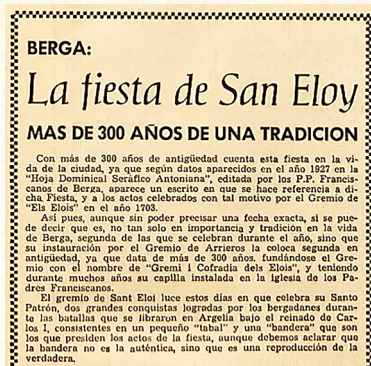 BERGA:
La fiesta de San Eloy
MAS DE 300 AÑOS DE UNA TRADICION
Con más de 300 años de antigüedad cuenta esta fiesta en la vi-
da de la ciudad, ya que según datos aparecidos en el año 1927 en la
"Hoja Dominical Seráfico Antoniana", editada por los P.P. Francis-
canos de Berga, aparece un escrito en que se hace referencia a di-
cha Fiesta, y a los actos celebrados con tal motivo por el Gremio de
"Els Elois" en el año 1703.
Así pues, aunque sin poder precisar una fecha exacta, si se pue-
de decir que es, no tan solo en importancia y tradición en la vida
de Berga, segunda de las que se celebran durante el año, sino que
su instauración por el Gremio de Arrieros la coloca segunda en
antigüedad, ya que data de más de 300 años, fundándose el Gre-
mio con el nombre de "Gremi i Cofradia dels Elois", y teniendo
durante muchos años su capilla instalada en la iglesia de los Pa-
dres Franciscanos.
El gremio de Sant Eloi luce estos días en que celebra su Santo
Patrón, dos grandes conquistas logradas por los bergadanes duran-
te las batallas que se libraron en Argelia bajo el reinado de Car-
los I, consistentes en un pequeño "tabal" y una "bandera" que son
los que presiden los actos de la fiesta, aunque debemos aclarar que
la bandera no es la auténtica, sino que es una reproducción de la
verdadera.